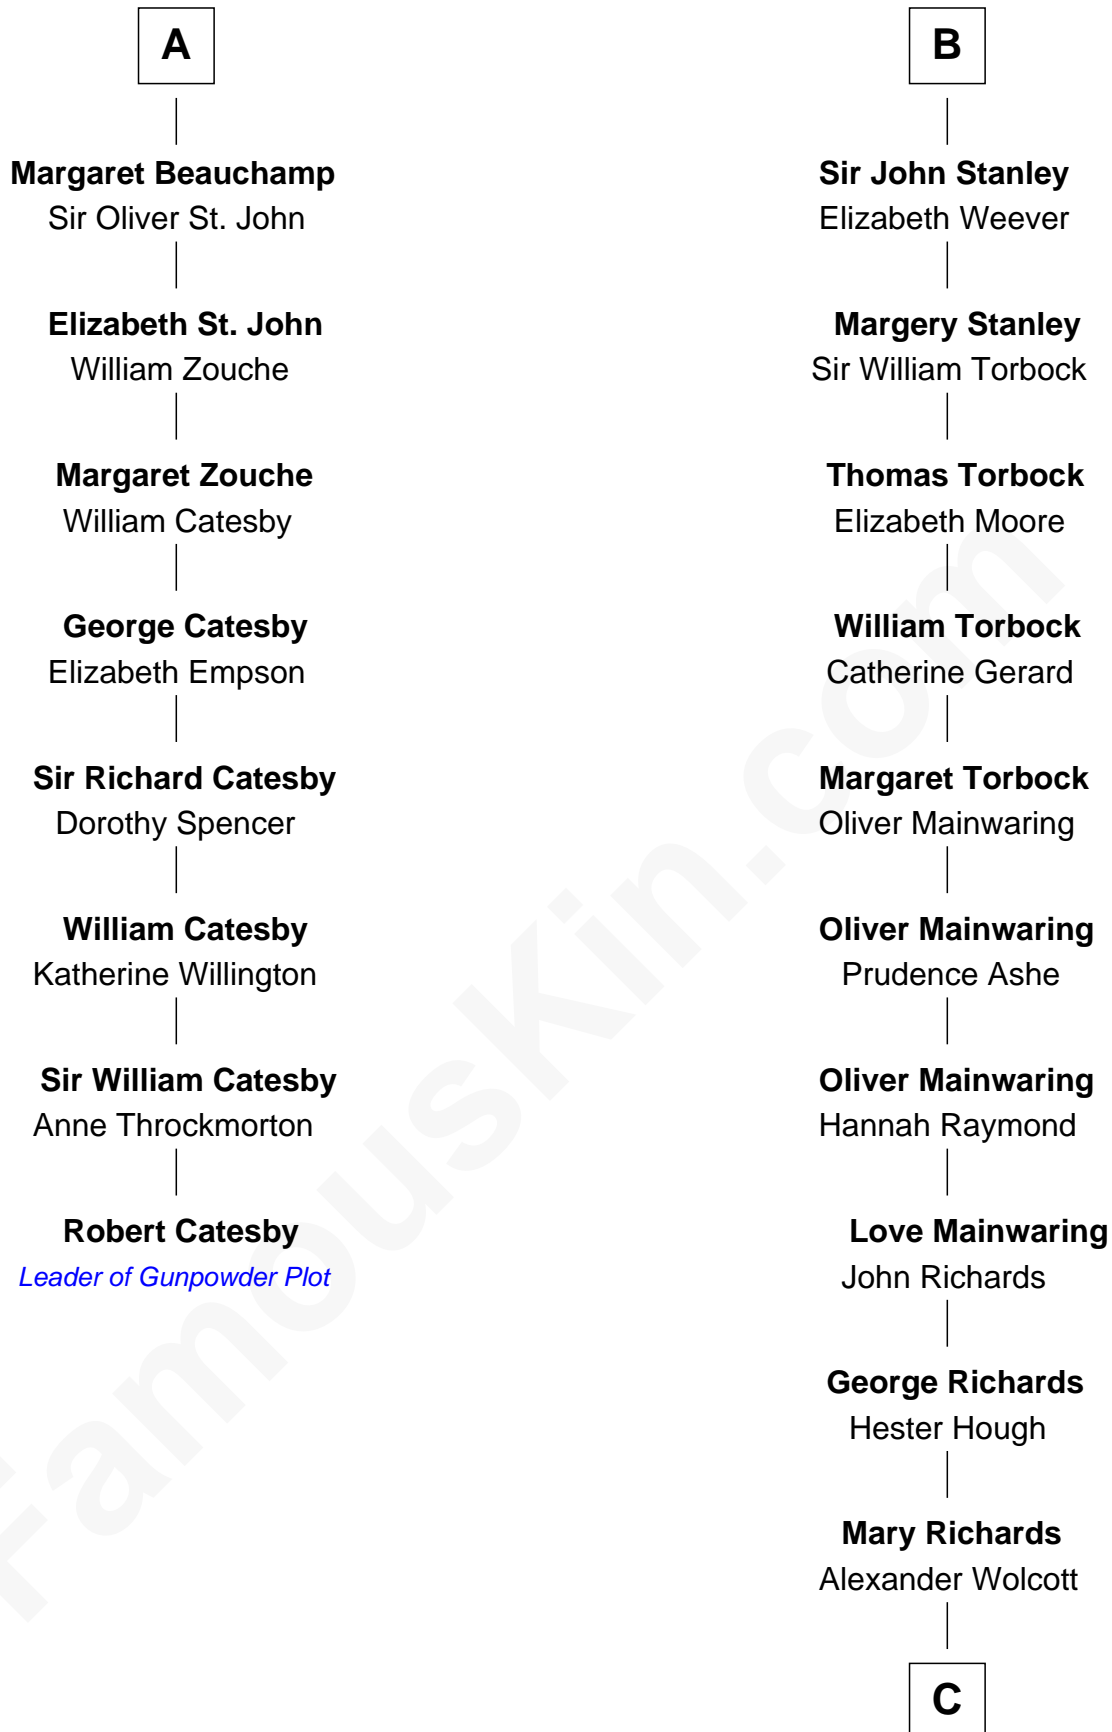 A
Margaret Beauchamp
Sir Oliver St. John
Elizabeth St. John
William Zouche
Margaret Zouche
William Catesby
George Catesby
Elizabeth Empson
Sir Richard Catesby
Dorothy Spencer
William Catesby
Katherine Willington
Sir William Catesby
Anne Throckmorton
Robert Catesby
Leader of Gunpowder Plot
B
Sir John Stanley
Elizabeth Weever
Margery Stanley
Sir William Torbock
Thomas Torbock
Elizabeth Moore
William Torbock
Catherine Gerard
Margaret Torbock
Oliver Mainwaring
Oliver Mainwaring
Prudence Ashe
Oliver Mainwaring
Hannah Raymond
Love Mainwaring
John Richards
George Richards
Hester Hough
Mary Richards
Alexander Wolcott
C
FamousKin.com